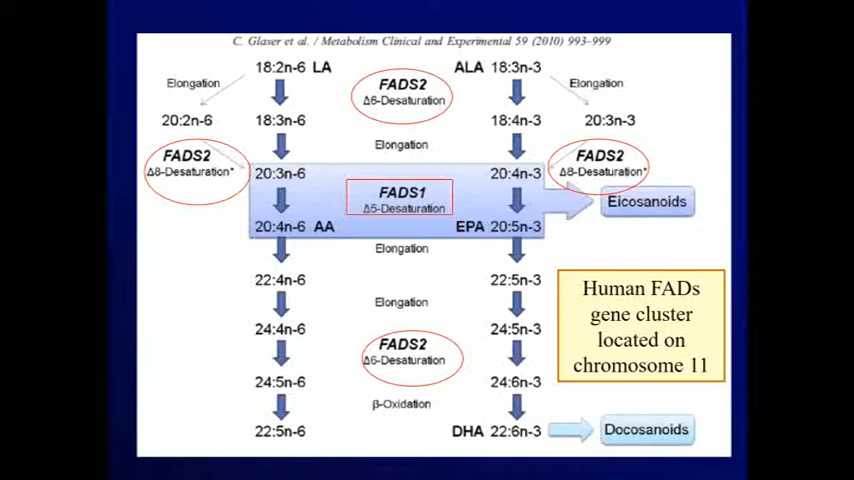 C. Glaser et al. / Metabolism Clinical and Experimental 59 (2010) 993–999
18:2n-6 LA
ALA 18:3n-3
FADS2
Δ6-Desaturation
Elongation
Elongation
20:2n-6
18:3n-6
18:4n-3
20:3n-3
Elongation
FADS2
Δ8-Desaturation*
FADS2
Δ8-Desaturation*
20:3n-6
20:4n-3
FADS1
Δ5-Desaturation
Eicosanoids
20:4n-6 AA
EPA 20:5n-3
Elongation
22:4n-6
22:5n-3
Elongation
24:4n-6
24:5n-3
FADS2
Δ6-Desaturation
24:5n-6
24:6n-3
β-Oxidation
22:5n-6
DHA 22:6n-3
Docosanoids
Human FADs
gene cluster
located on
chromosome 11